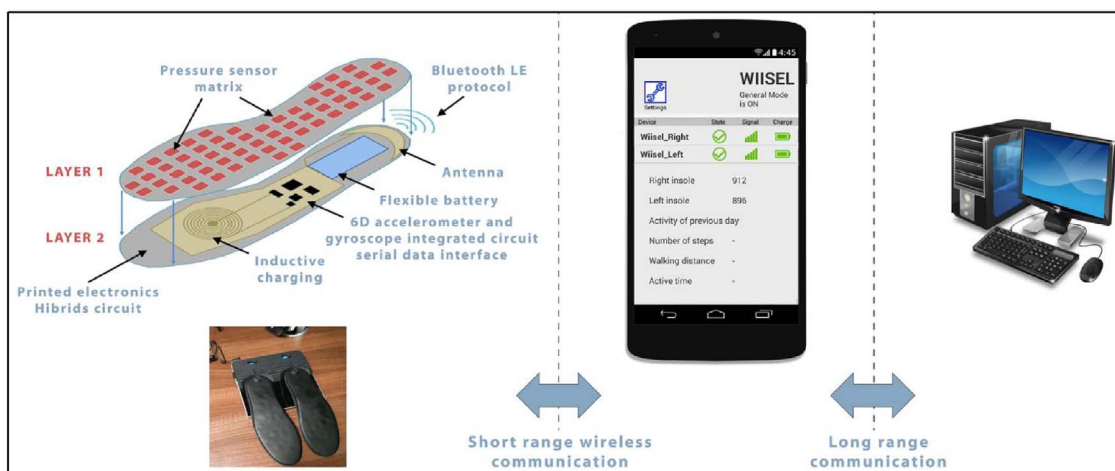 Pressure sensor
matrix
Bluetooth LE
protocol
LAYER 1
Antenna
Flexible battery
LAYER 2
6D accelerometer and
gyroscope integrated circuit
serial data interface
Inductive
charging
Printed electronics
Hibrids circuit
4:45
WIISEL
General Mode
is ON
Settings
Device State Signal Charge
Wiisel_Right
Wiisel_Left
Right insole 912
Left insole 896
Activity of previous day
Number of steps -
Walking distance -
Active time -
Short range wireless
communication
Long range
communication